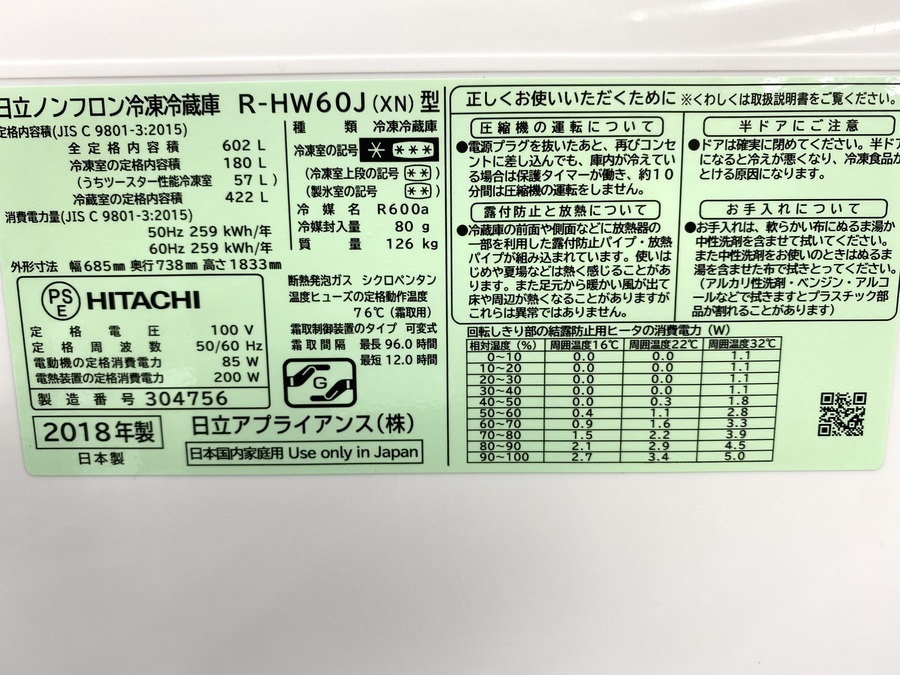 日立ノンフロン冷凍冷蔵庫 R-HW60J(XN)型
定格内容積(JIS C 9801-3:2015)
全定格内容積 602 L
冷凍室の定格内容積 180 L
(うちツースター性能冷凍室 57 L)
冷蔵室の定格内容積 422 L
消費電力量(JIS C 9801-3:2015)
50Hz 259 kWh/年
60Hz 259 kWh/年
外形寸法 幅685mm 奥行738mm 高さ1833mm
種類 冷凍冷蔵庫
冷凍室の記号 * ***
(冷凍室上段の記号 **)
(製氷室の記号 **)
冷媒名 R600a
冷媒封入量 80 g
質量 126 kg
断熱発泡ガス シクロペンタン
温度ヒューズの定格動作温度
76℃(霜取用)
霜取制御装置のタイプ 可変式
霜取間隔 最長 96.0時間
最短 12.0時間
PSE HITACHI
定格電圧 100 V
定格周波数 50/60 Hz
電動機の定格消費電力 85 W
電熱装置の定格消費電力 200 W
製造番号 304756
G
2018年製
日本製
日立アプライアンス(株)
日本国内家庭用 Use only in Japan
正しくお使いいただくために ※くわしくは取扱説明書をご覧ください。
圧縮機の運転について
●電源プラグを抜いたあと、再びコンセ
ントに差し込んでも、庫内が冷えてい
る場合は保護タイマーが働き、約10
分間は圧縮機の運転をしません。
露付防止と放熱について
●冷蔵庫の前面や側面などに放熱器の
一部を利用した露付防止パイプ・放熱
パイプが組み込まれています。使いは
じめや夏場などは熱く感じることがあ
ります。また足元から暖かい風が出て
床や周辺が熱くなることがありますが
これらは異常ではありません。
半ドアにご注意
●ドアは確実に閉めてください。半ドア
になると冷えが悪くなり、冷凍食品が
とける原因になります。
お手入れについて
●お手入れは、軟らかい布にぬるま湯か
中性洗剤を含ませて拭いてください。
また中性洗剤をお使いのときはぬるま
湯を含ませた布で拭きとってください。
(アルカリ性洗剤・ベンジン・アルコ
ールなどで拭きますとプラスチック部
品が割れることがあります)
回転しきり部の結露防止用ヒータの消費電力(W)
相対湿度(%) 周囲温度16℃ 周囲温度22℃ 周囲温度32℃
0~10 0.0 0.0 1.1
10~20 0.0 0.0 1.1
20~30 0.0 0.0 1.1
30~40 0.0 0.0 1.1
40~50 0.0 0.3 1.8
50~60 0.4 1.1 2.8
60~70 0.9 1.6 3.3
70~80 1.5 2.2 3.9
80~90 2.1 2.9 4.5
90~100 2.7 3.4 5.0